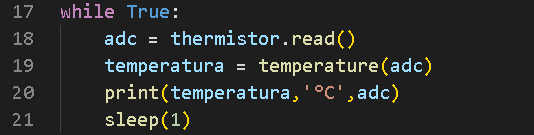 17 while True:
18     adc = thermistor.read()
19     temperatura = temperature(adc)
20     print(temperatura,'°C',adc)
21     sleep(1)